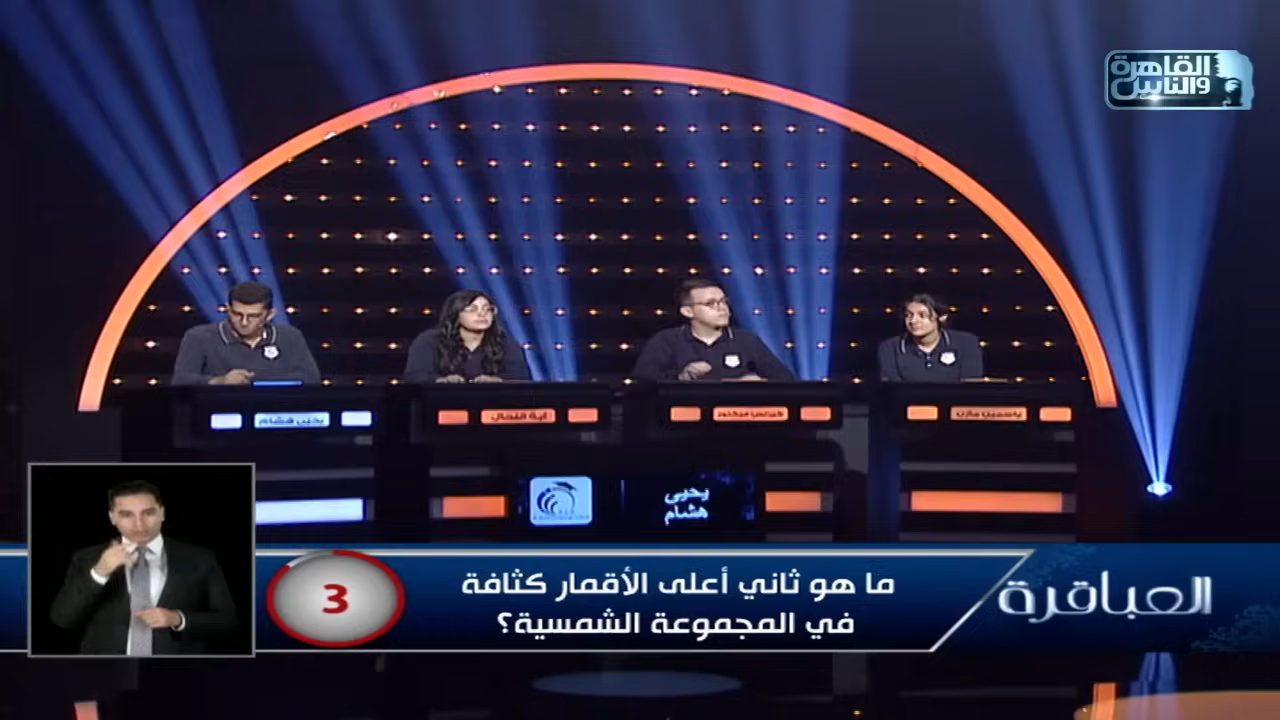 القاهرة
والناس
يحيى هشام
آية اللحال
ياسمين مازن
يحيى
هشام
ما هو ثاني أعلى الأقمار كثافة
في المجموعة الشمسية؟
3
العباقرة